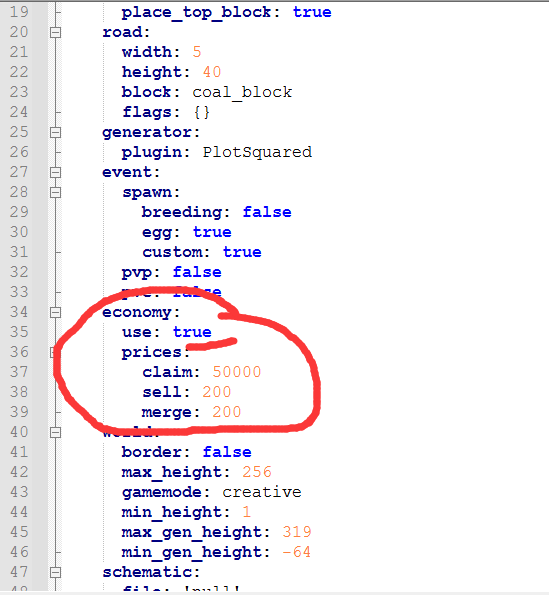 19 place_top_block: true
20 road:
21 width: 5
22 height: 40
23 block: coal_block
24 flags: {}
25 generator:
26 plugin: PlotSquared
27 event:
28 spawn:
29 breeding: false
30 egg: true
31 custom: true
32 pvp: false
33 pve: false
34 economy:
35 use: true
36 prices:
37 claim: 50000
38 sell: 200
39 merge: 200
40 world:
41 border: false
42 max_height: 256
43 gamemode: creative
44 min_height: 1
45 max_gen_height: 319
46 min_gen_height: -64
47 schematic:
48 file: 'null'